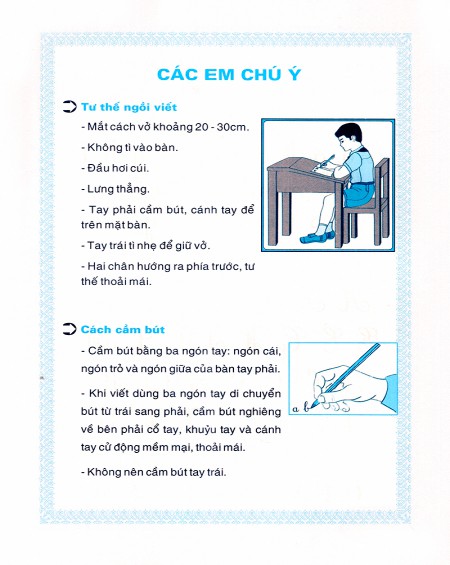 CÁC EM CHÚ Ý
Tư thế ngồi viết
- Mắt cách vở khoảng 20 - 30cm.
- Không tì vào bàn.
- Đầu hơi cúi.
- Lưng thẳng.
- Tay phải cầm bút, cánh tay để
trên mặt bàn.
- Tay trái tì nhẹ để giữ vở.
- Hai chân hướng ra phía trước, tư
thế thoải mái.
Cách cầm bút
- Cầm bút bằng ba ngón tay: ngón cái,
ngón trỏ và ngón giữa của bàn tay phải.
- Khi viết dùng ba ngón tay di chuyển
bút từ trái sang phải, cầm bút nghiêng
về bên phải cổ tay, khuỷu tay và cánh
tay cử động mềm mại, thoải mái.
- Không nên cầm bút tay trái.
a b